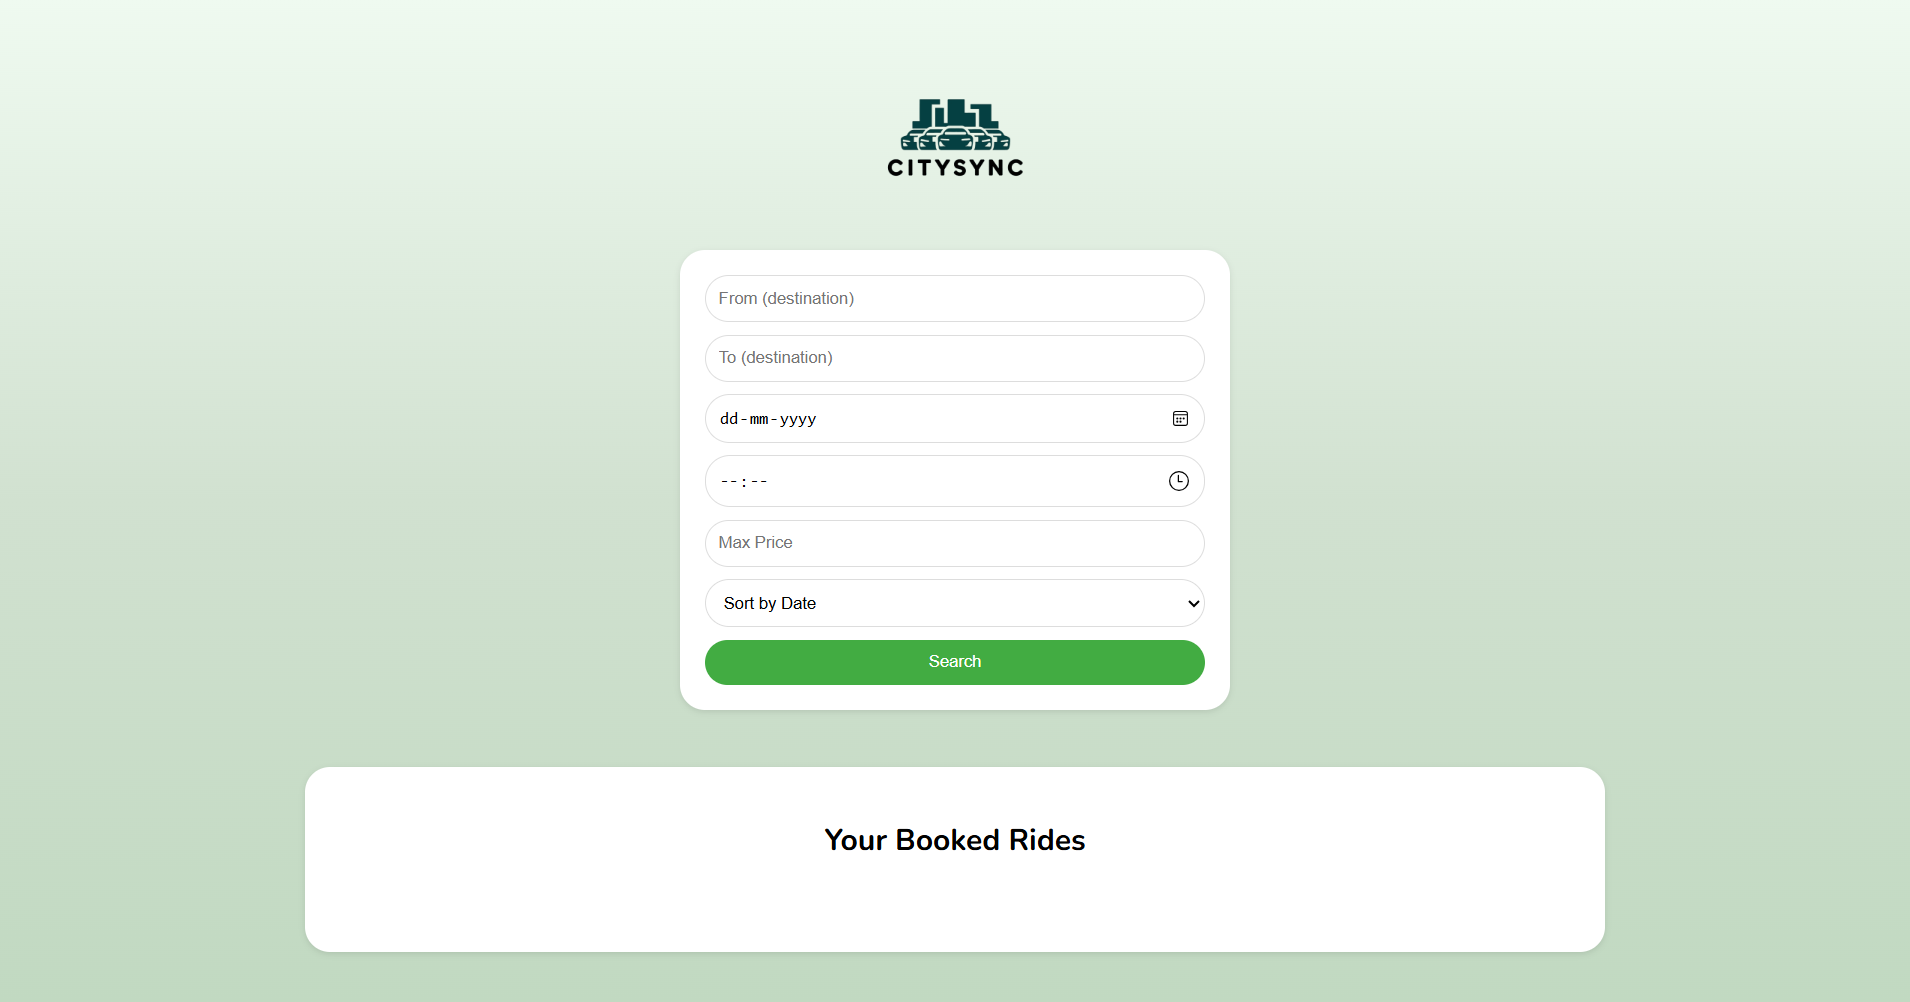 CITYSYNC
From (destination)
To (destination)
dd-mm-yyyy
--:--
Max Price
Sort by Date
Search
Your Booked Rides